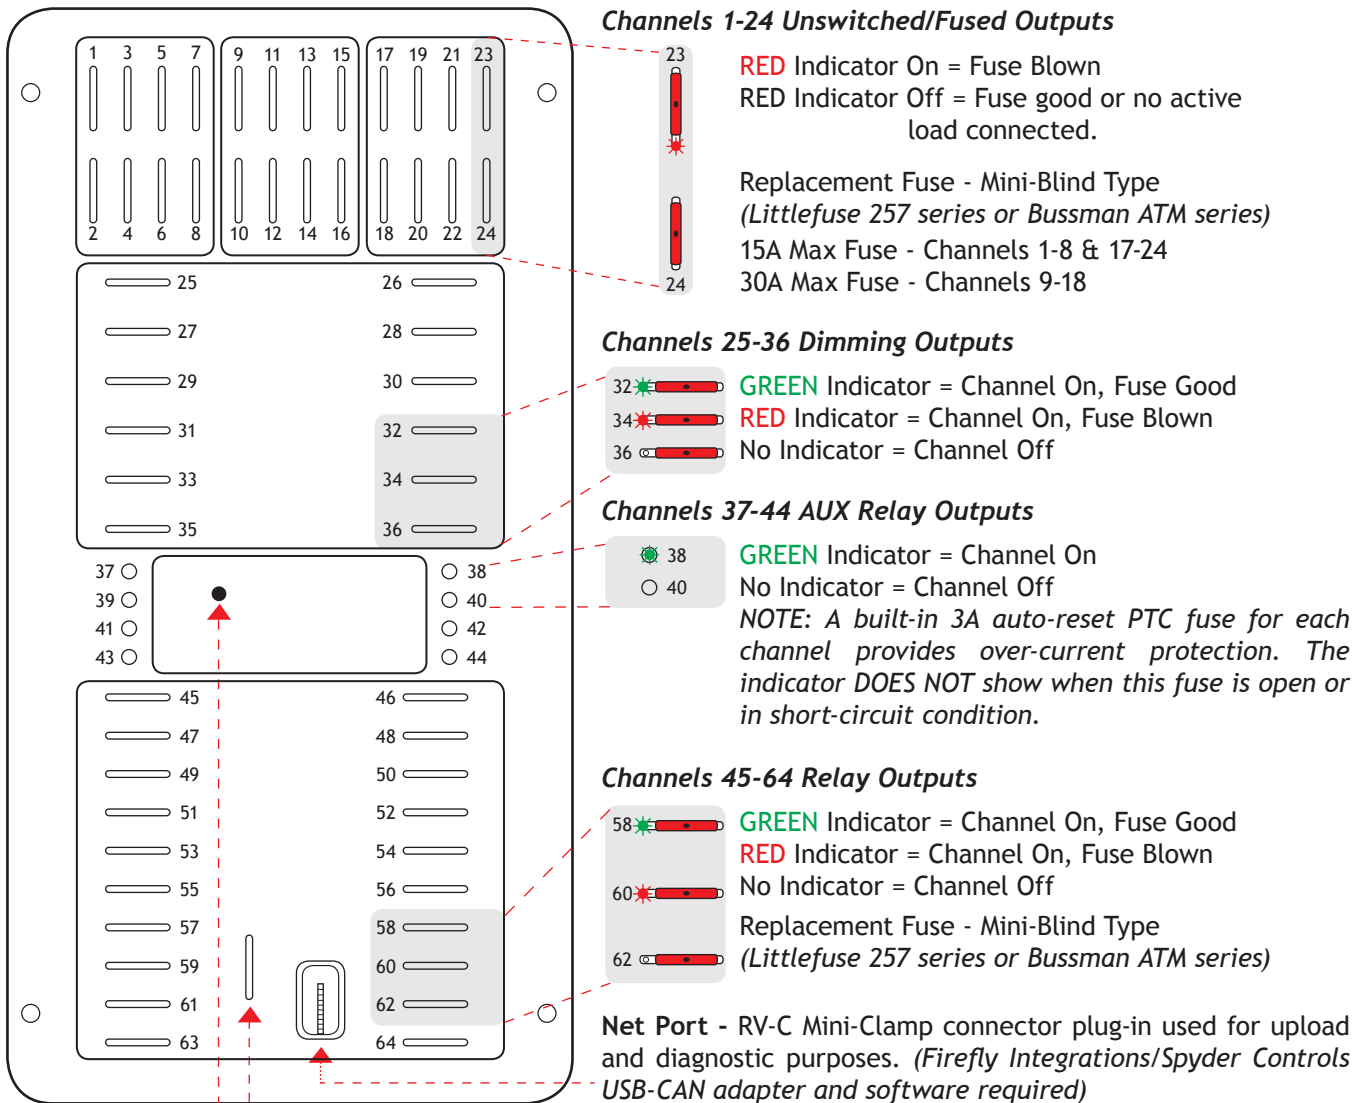 1 3 5 7 9 11 13 15 17 19 21 23
2 4 6 8 10 12 14 16 18 20 22 24
25 26
27 28
29 30
31 32
33 34
35 36
37 38
39 40
41 42
43 44
45 46
47 48
49 50
51 52
53 54
55 56
57 58
59 60
61 62
63 64
Channels 1-24 Unswitched/Fused Outputs
23
RED Indicator On = Fuse Blown
RED Indicator Off = Fuse good or no active
load connected.
Replacement Fuse - Mini-Blind Type
(Littlefuse 257 series or Bussman ATM series)
15A Max Fuse - Channels 1-8 & 17-24
24
30A Max Fuse - Channels 9-18
Channels 25-36 Dimming Outputs
32 GREEN Indicator = Channel On, Fuse Good
34 RED Indicator = Channel On, Fuse Blown
36 No Indicator = Channel Off
Channels 37-44 AUX Relay Outputs
38 GREEN Indicator = Channel On
40 No Indicator = Channel Off
NOTE: A built-in 3A auto-reset PTC fuse for each
channel provides over-current protection. The
indicator DOES NOT show when this fuse is open or
in short-circuit condition.
Channels 45-64 Relay Outputs
58 GREEN Indicator = Channel On, Fuse Good
RED Indicator = Channel On, Fuse Blown
60 No Indicator = Channel Off
Replacement Fuse - Mini-Blind Type
62 (Littlefuse 257 series or Bussman ATM series)
Net Port - RV-C Mini-Clamp connector plug-in used for upload
and diagnostic purposes. (Firefly Integrations/Spyder Controls
USB-CAN adapter and software required)